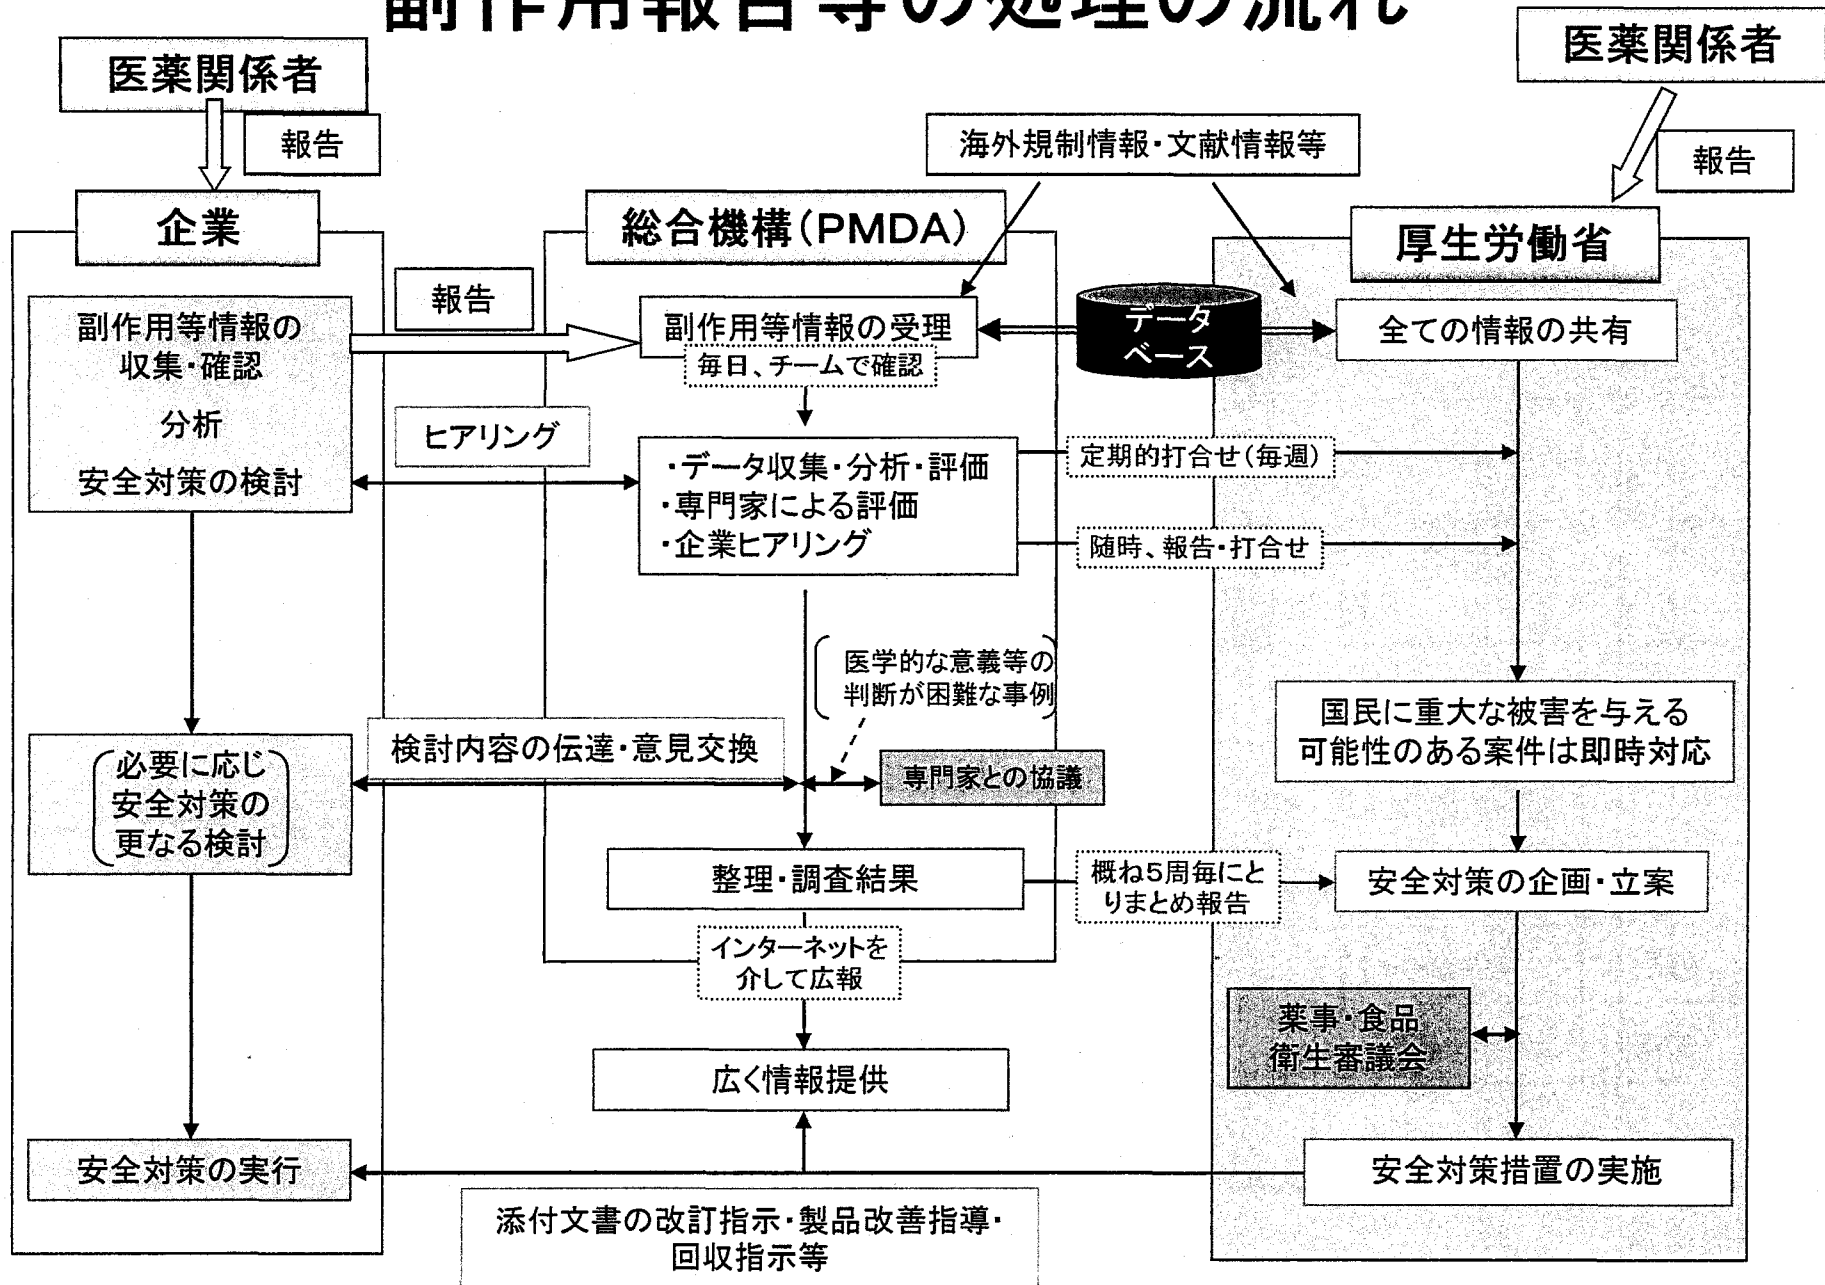 副作用報告等の処理の流れ
医薬関係者
報告
医薬関係者
報告
海外規制情報・文献情報等
企業
総合機構(PMDA)
厚生労働省
副作用等情報の
収集・確認
分析
安全対策の検討
報告
副作用等情報の受理
毎日、チームで確認
データ
ベース
全ての情報の共有
ヒアリング
・データ収集・分析・評価
・専門家による評価
・企業ヒアリング
定期的打合せ(毎週)
随時、報告・打合せ
医学的な意義等の
判断が困難な事例
国民に重大な被害を与える
可能性のある案件は即時対応
必要に応じ
安全対策の
更なる検討
検討内容の伝達・意見交換
専門家との協議
整理・調査結果
概ね5周毎にと
りまとめ報告
安全対策の企画・立案
インターネットを
介して広報
薬事・食品
衛生審議会
広く情報提供
安全対策の実行
安全対策措置の実施
添付文書の改訂指示・製品改善指導・
回収指示等